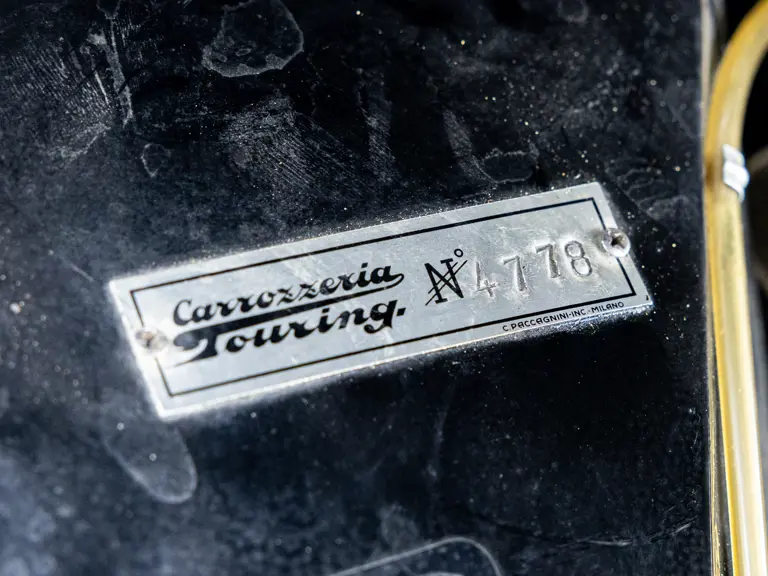 Carrozzeria
Touring.
N° 4778
C. PACCAGNINI-INC-MILANO